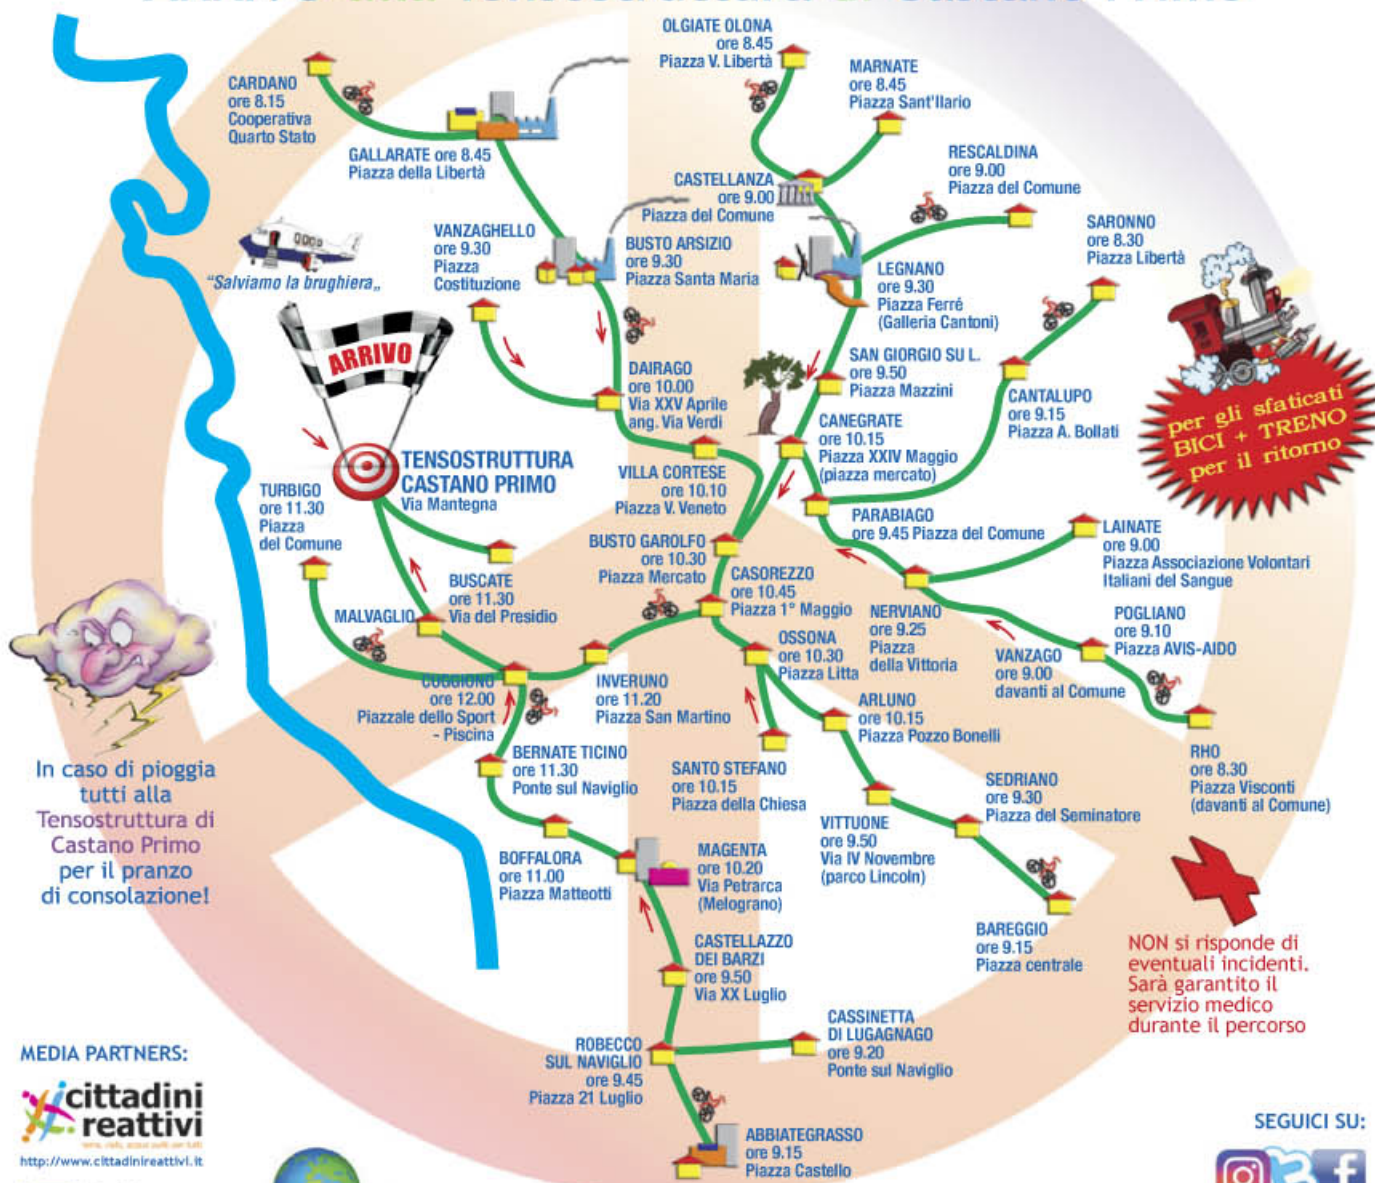 ARRIVO alla Tensostruttura di Castano Primo
OLGIATE OLONA
ore 8.45
Piazza V. Libertà
MARNATE
ore 8.45
Piazza Sant'Ilario
CARDANO
ore 8.15
Cooperativa
Quarto Stato
GALLARATE ore 8.45
Piazza della Libertà
RESCALDINA
ore 9.00
Piazza del Comune
CASTELLANZA
ore 9.00
Piazza del Comune
SARONNO
ore 8.30
Piazza Libertà
VANZAGHELLO
ore 9.30
Piazza
Costituzione
BUSTO ARSIZIO
ore 9.30
Piazza Santa Maria
"Salviamo la brughiera„
LEGNANO
ore 9.30
Piazza Ferré
(Galleria Cantoni)
ARRIVO
DAIRAGO
ore 10.00
Via XXV Aprile
ang. Via Verdi
SAN GIORGIO SU L.
ore 9.50
Piazza Mazzini
CANTALUPO
ore 9.15
Piazza A. Bollati
per gli sfaticati
BICI + TRENO
per il ritorno
CANEGRATE
ore 10.15
Piazza XXIV Maggio
(piazza mercato)
TENSOSTRUTTURA
CASTANO PRIMO
Via Mantegna
VILLA CORTESE
ore 10.10
Piazza V. Veneto
TURBIGO
ore 11.30
Piazza
del Comune
PARABIAGO
ore 9.45 Piazza del Comune
LAINATE
ore 9.00
Piazza Associazione Volontari
Italiani del Sangue
BUSTO GAROLFO
ore 10.30
Piazza Mercato
CASOREZZO
ore 10.45
Piazza 1° Maggio
BUSCATE
ore 11.30
Via del Presidio
MALVAGLIO
NERVIANO
ore 9.25
Piazza
della Vittoria
POGLIANO
ore 9.10
Piazza AVIS-AIDO
OSSONA
ore 10.30
Piazza Litta
VANZAGO
ore 9.00
davanti al Comune
CUGGIONO
ore 12.00
Piazzale dello Sport
- Piscina
INVERUNO
ore 11.20
Piazza San Martino
ARLUNO
ore 10.15
Piazza Pozzo Bonelli
RHO
ore 8.30
Piazza Visconti
(davanti al Comune)
BERNATE TICINO
ore 11.30
Ponte sul Naviglio
SANTO STEFANO
ore 10.15
Piazza della Chiesa
SEDRIANO
ore 9.30
Piazza del Seminatore
In caso di pioggia
tutti alla
Tensostruttura di
Castano Primo
per il pranzo
di consolazione!
VITTUONE
ore 9.50
Via IV Novembre
(parco Lincoln)
BOFFALORA
ore 11.00
Piazza Matteotti
MAGENTA
ore 10.20
Via Petrarca
(Melograno)
BAREGGIO
ore 9.15
Piazza centrale
NON si risponde di
eventuali incidenti.
Sarà garantito il
servizio medico
durante il percorso
CASTELLAZZO
DEI BARZI
ore 9.50
Via XX Luglio
CASSINETTA
DI LUGAGNAGO
ore 9.20
Ponte sul Naviglio
ROBECCO
SUL NAVIGLIO
ore 9.45
Piazza 21 Luglio
MEDIA PARTNERS:
cittadini
reattivi
http://www.cittadinireattivi.it
ABBIATEGRASSO
ore 9.15
Piazza Castello
SEGUICI SU: